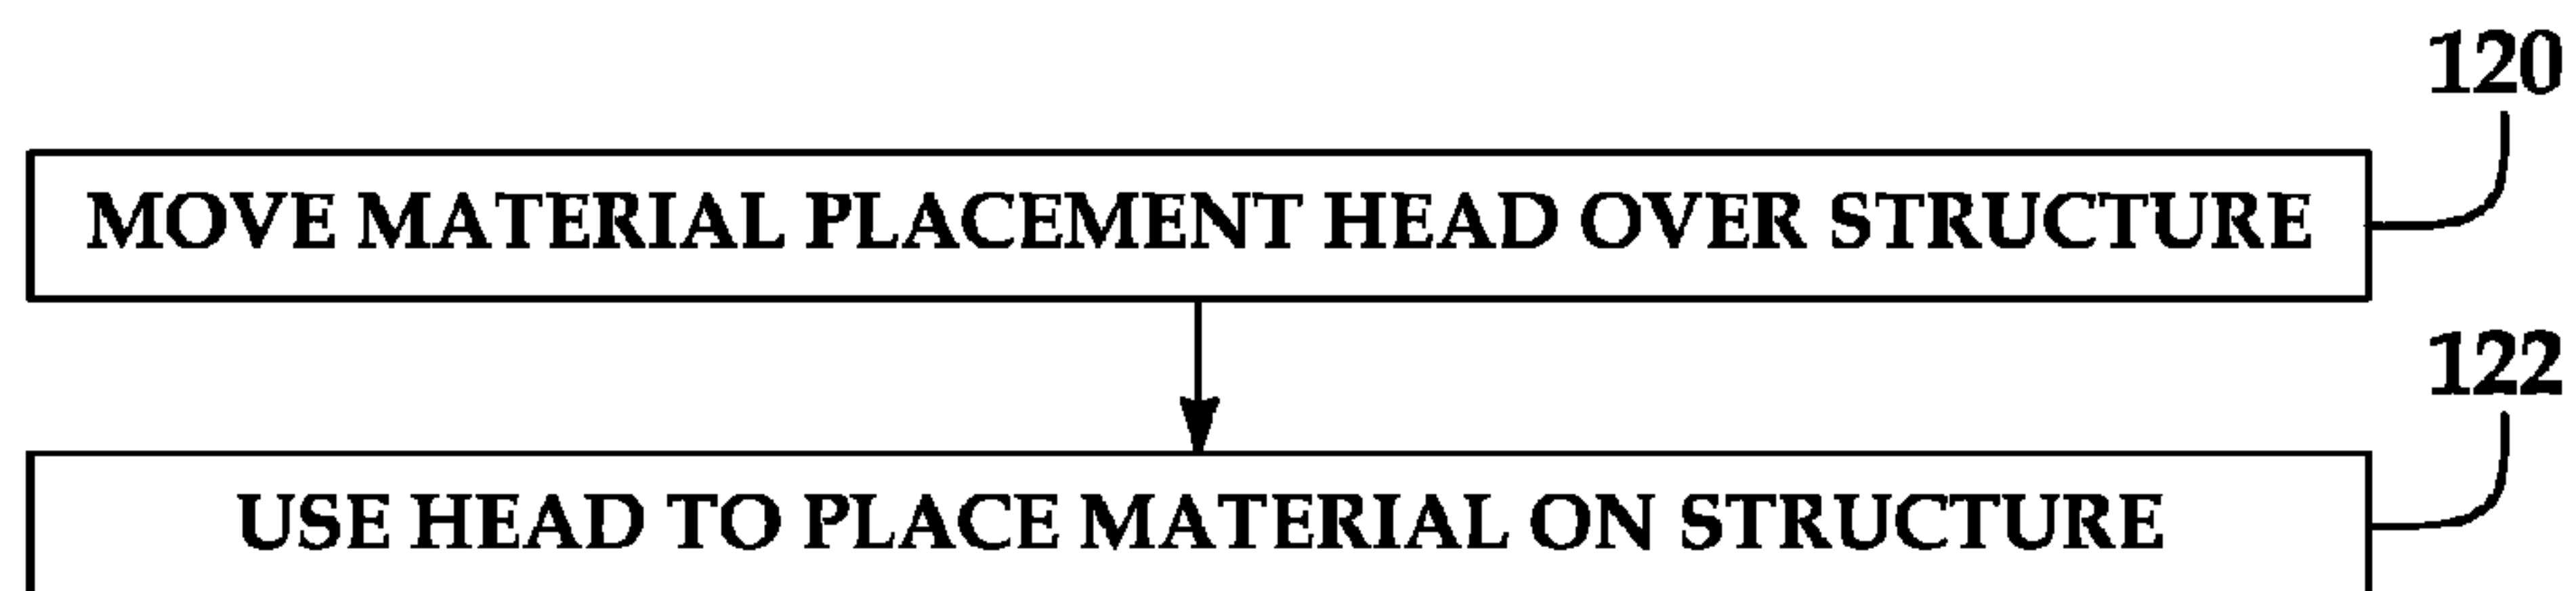 120
MOVE MATERIAL PLACEMENT HEAD OVER STRUCTURE
122
USE HEAD TO PLACE MATERIAL ON STRUCTURE